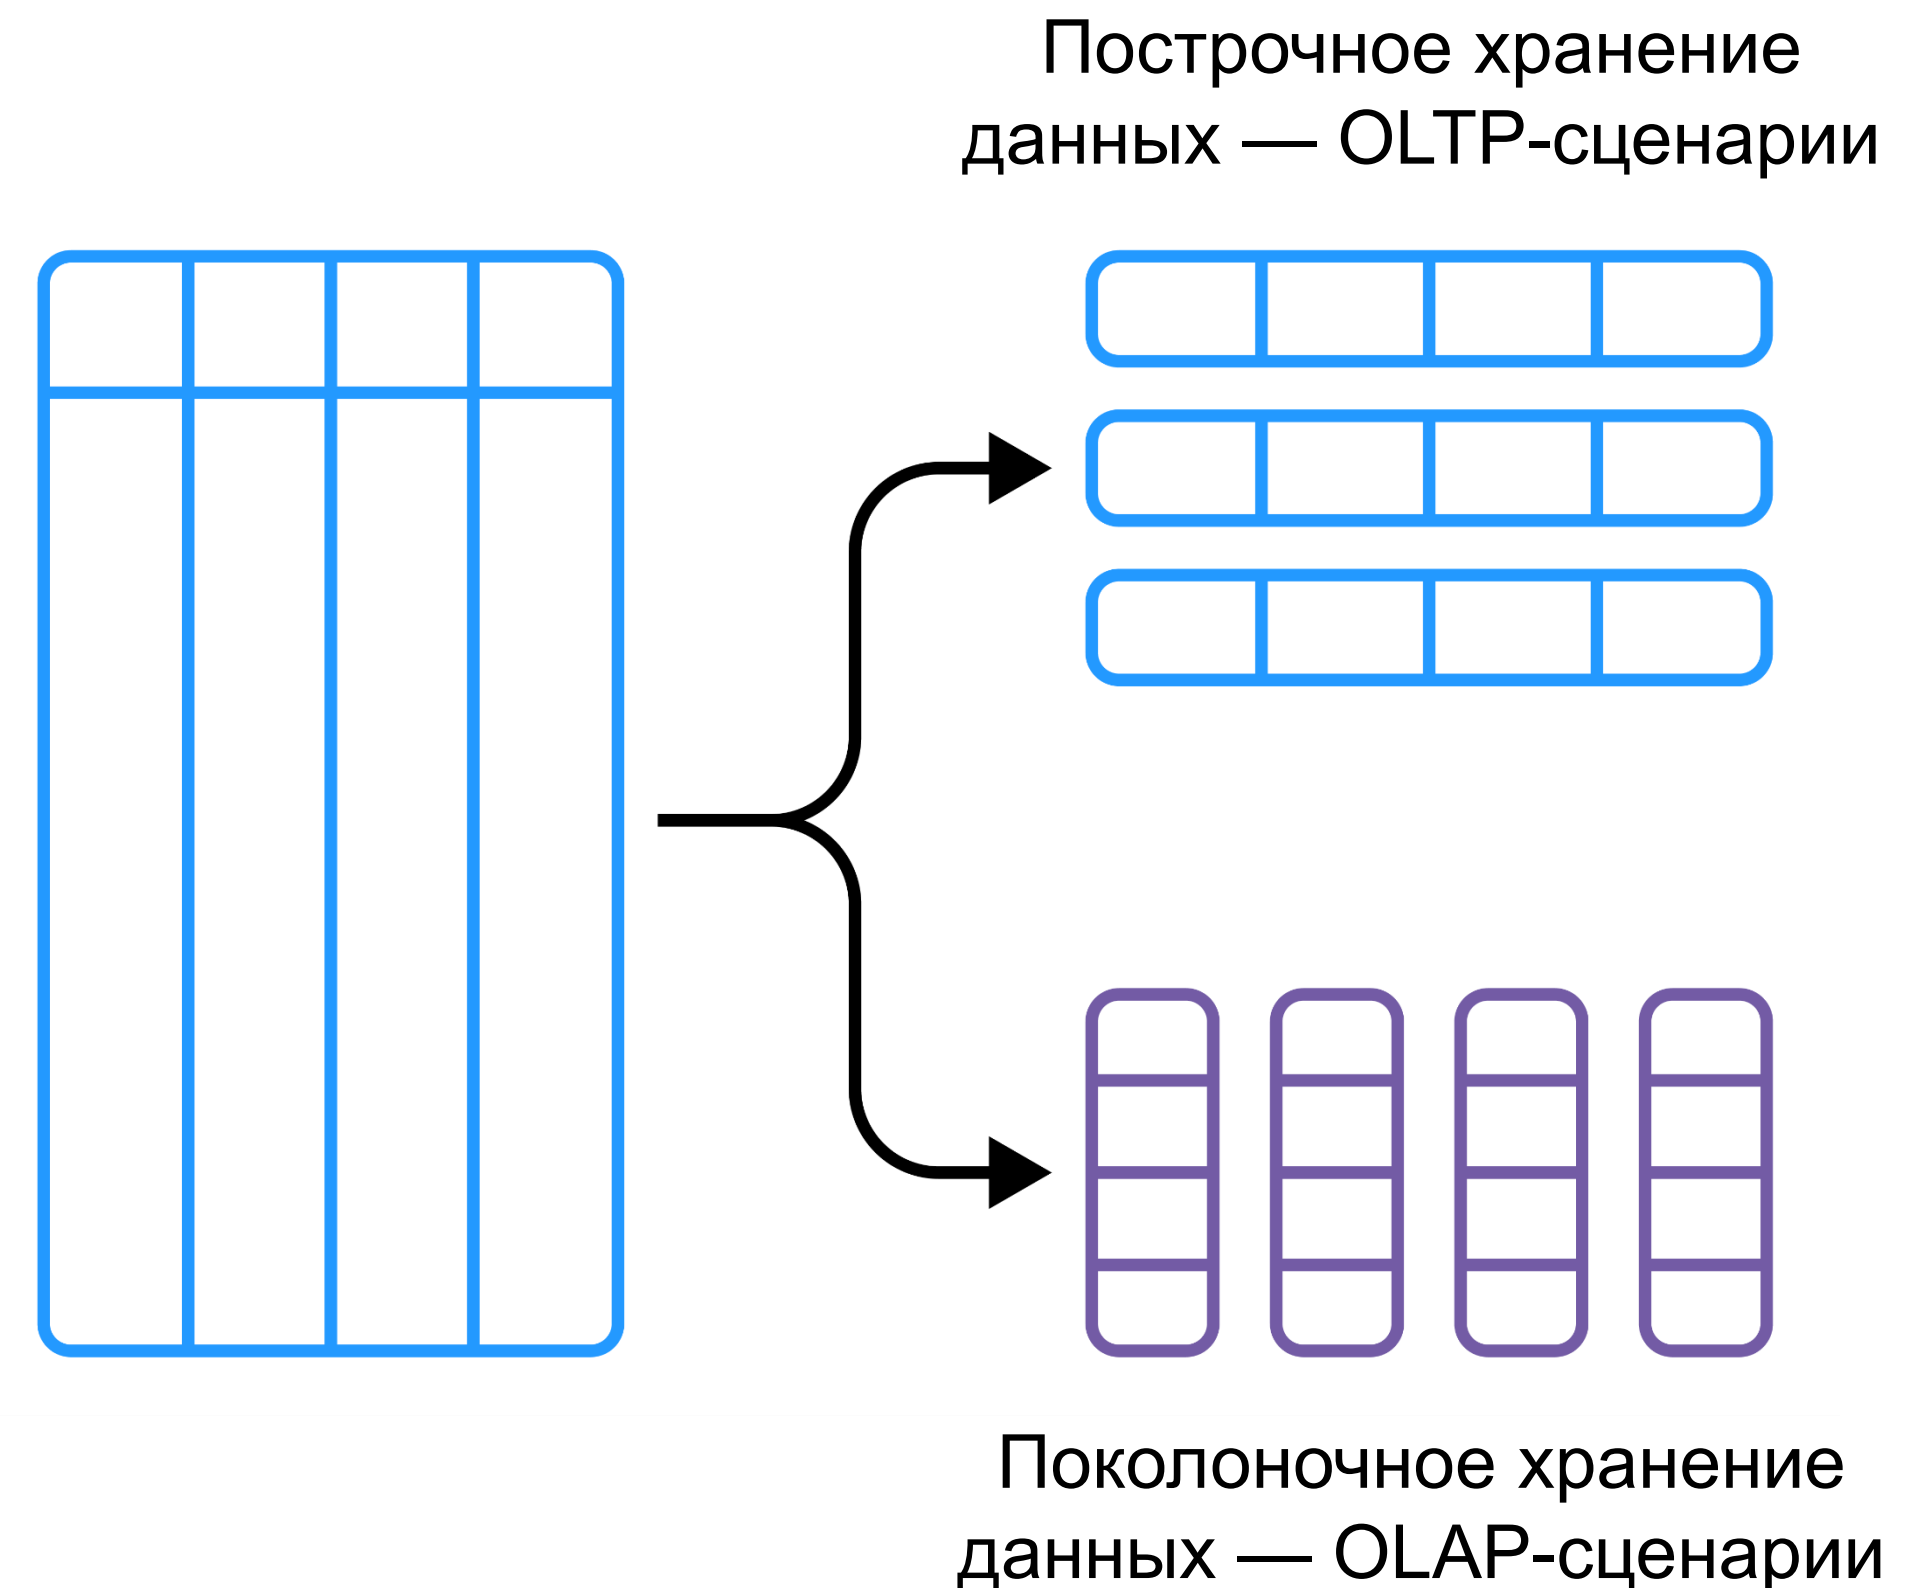 Построчное хранение
данных — OLTP-сценарии
Поколоночное хранение
данных — OLAP-сценарии